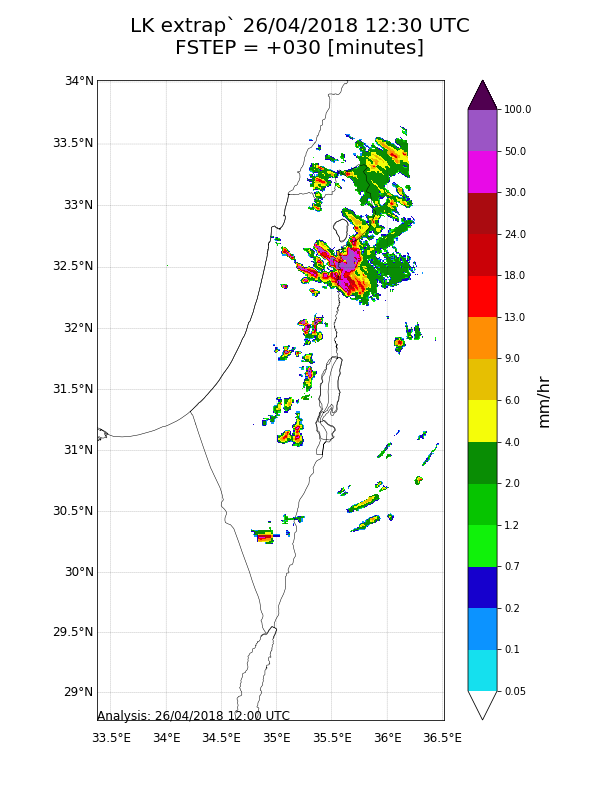 LK extrap` 26/04/2018 12:30 UTC
FSTEP = +030 [minutes]
34°N
33.5°N
33°N
32.5°N
32°N
31.5°N
31°N
30.5°N
30°N
29.5°N
29°N
Analysis: 26/04/2018 12:00 UTC
33.5°E 34°E 34.5°E 35°E 35.5°E 36°E 36.5°E
100.0
50.0
30.0
24.0
18.0
13.0
9.0
6.0
4.0
2.0
1.2
0.7
0.2
0.1
0.05
mm/hr